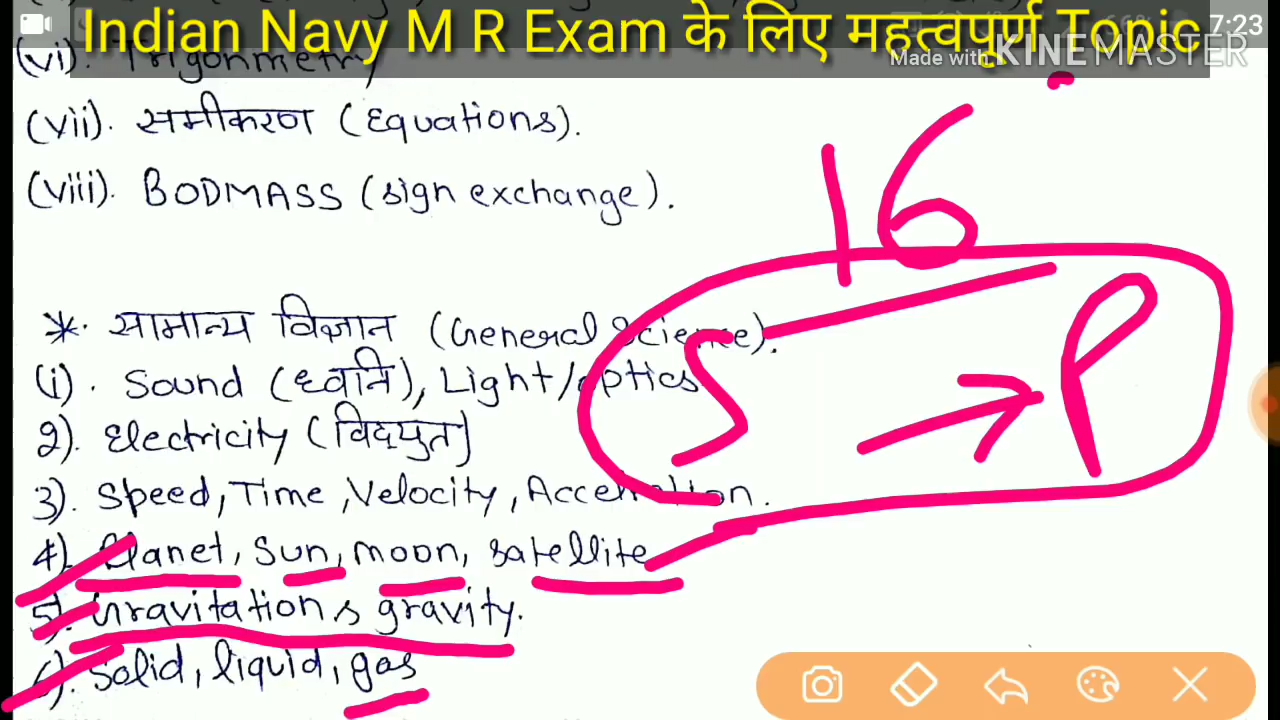 Indian Navy M R Exam के लिए महत्वपूर्ण Topic
7:23
Made with KINEMASTER
(vi). Trigonmetry
(vii). समीकरण (Equations).
(viii). BODMASS (sign exchange).
16
*. सामान्य विज्ञान (General Science).
(i). Sound (ध्वनि), Light/optics
S → P
2). Electricity (विद्युत]
3). Speed, Time, Velocity,
4). Planet, Sun, moon, satellite
5). Gravitation & gravity.
6). Solid, liquid, gas